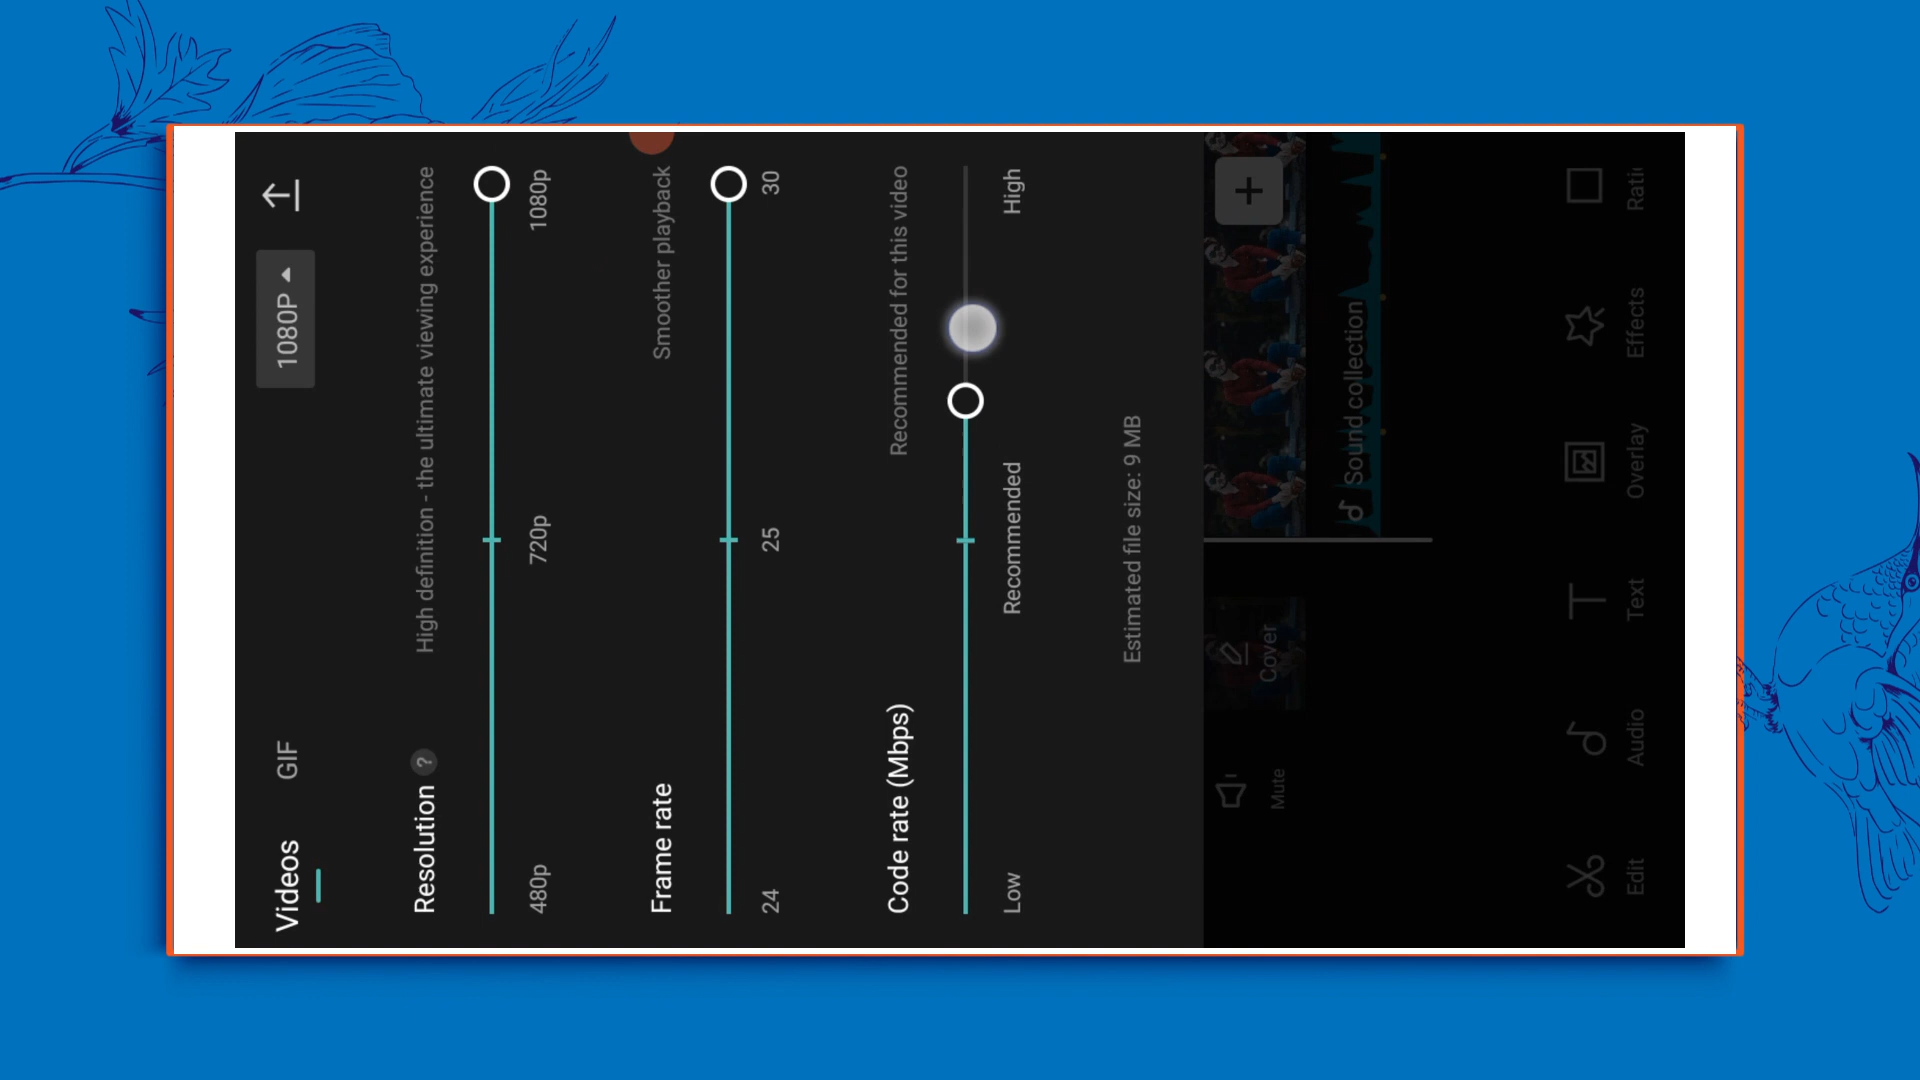 Videos GIF 1080P
Resolution ? High definition - the ultimate viewing experience
480p 720p 1080p
Frame rate Smoother playback
24 25 30
Code rate (Mbps) Recommended for this video
Low Recommended High
Estimated file size: 9 MB
Mute Cover
Sound collection
Edit Audio Text Overlay Effects Rati